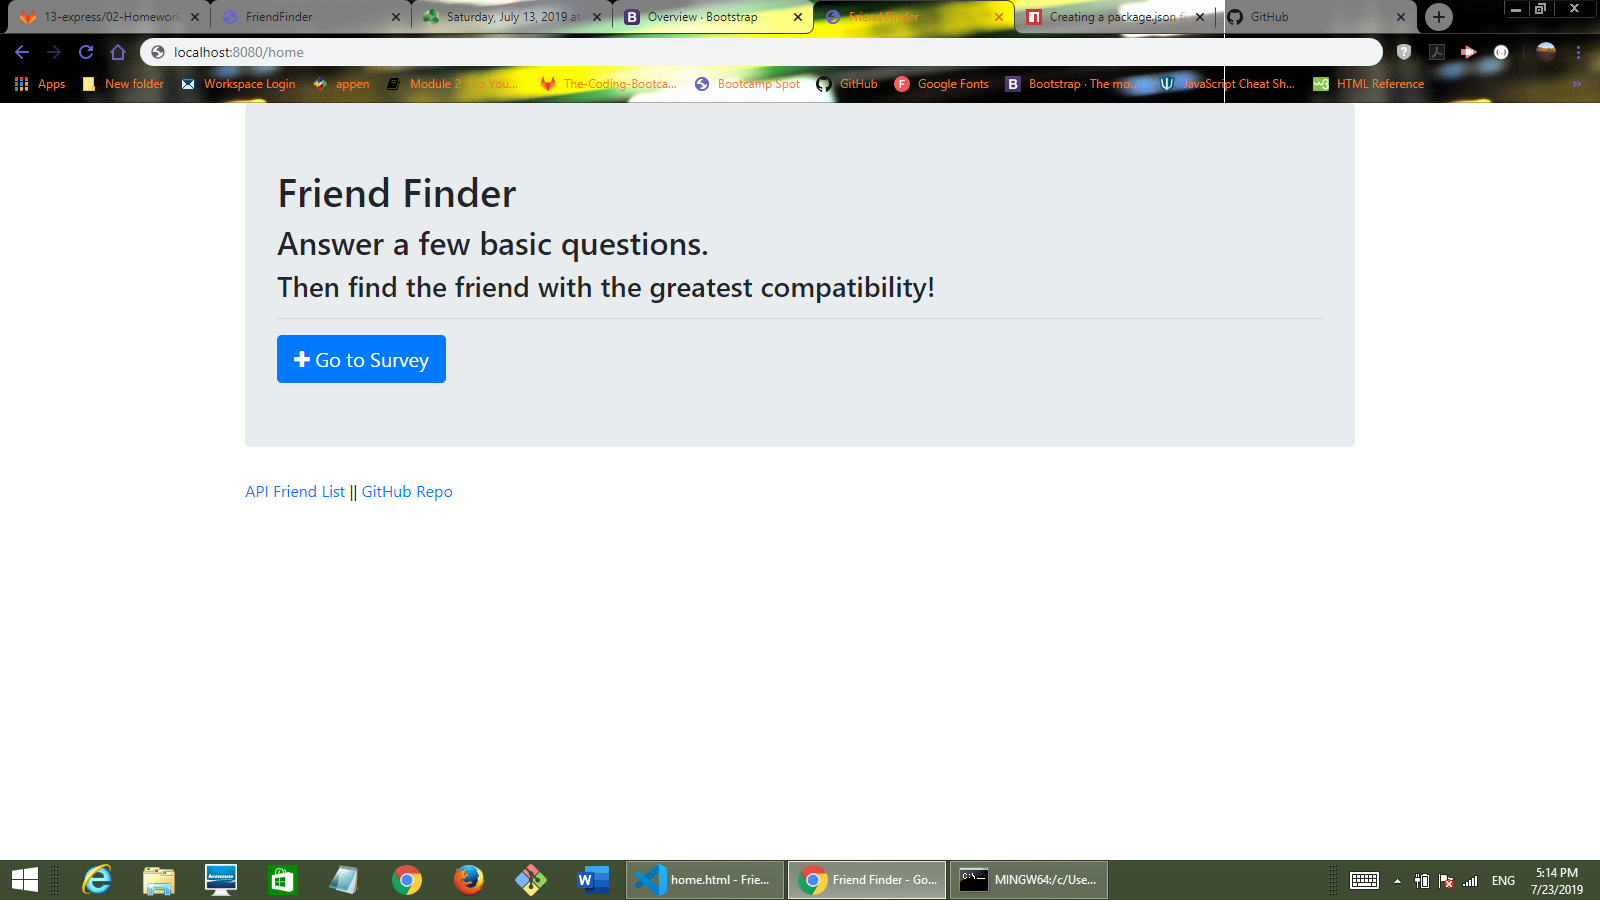 13-express/02-Homework
FriendFinder
Saturday, July 13, 2019 at
Overview · Bootstrap
Friend Finder
Creating a package.json f
GitHub
localhost:8080/home
Apps
New folder
Workspace Login
appen
Module 2
You...
The-Coding-Bootca...
Bootcamp Spot
GitHub
Google Fonts
Bootstrap · The mo...
JavaScript Cheat Sh...
HTML Reference
»
Friend Finder
Answer a few basic questions.
Then find the friend with the greatest compatibility!
Go to Survey
API Friend List || GitHub Repo
lenovo
home.html - Frie...
Friend Finder - Go...
MINGW64:/c/Use...
ENG
5:14 PM
7/23/2019